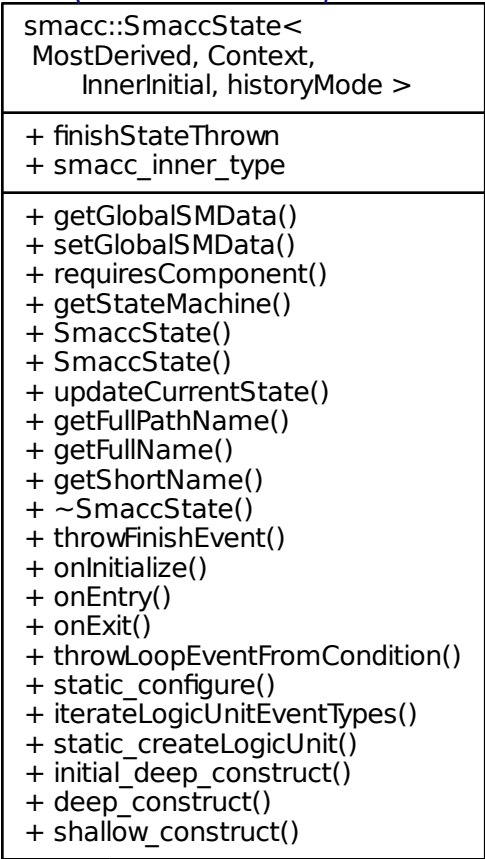 smacc::SmaccState<
MostDerived, Context,
InnerInitial, historyMode >
+ finishStateThrown
+ smacc_inner_type
+ getGlobalSMData()
+ setGlobalSMData()
+ requiresComponent()
+ getStateMachine()
+ SmaccState()
+ SmaccState()
+ updateCurrentState()
+ getFullPathName()
+ getFullName()
+ getShortName()
+ ~SmaccState()
+ throwFinishEvent()
+ onInitialize()
+ onEntry()
+ onExit()
+ throwLoopEventFromCondition()
+ static_configure()
+ iterateLogicUnitEventTypes()
+ static_createLogicUnit()
+ initial_deep_construct()
+ deep_construct()
+ shallow_construct()